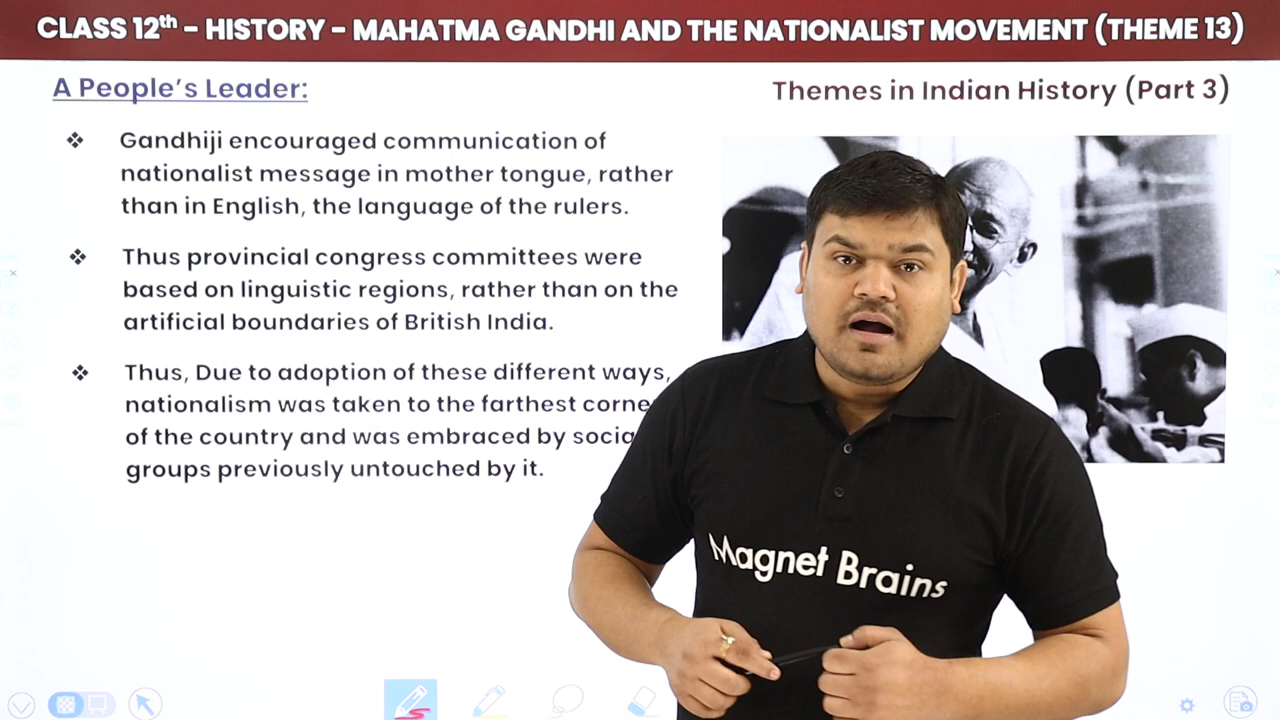 CLASS 12th – HISTORY – MAHATMA GANDHI AND THE NATIONALIST MOVEMENT (THEME 13)
A People's Leader:
Themes in Indian History (Part 3)
❖ Gandhiji encouraged communication of
nationalist message in mother tongue, rather
than in English, the language of the rulers.
❖ Thus provincial congress committees were
based on linguistic regions, rather than on the
artificial boundaries of British India.
❖ Thus, Due to adoption of these different ways,
nationalism was taken to the farthest corne
of the country and was embraced by socia
groups previously untouched by it.
Magnet Brains